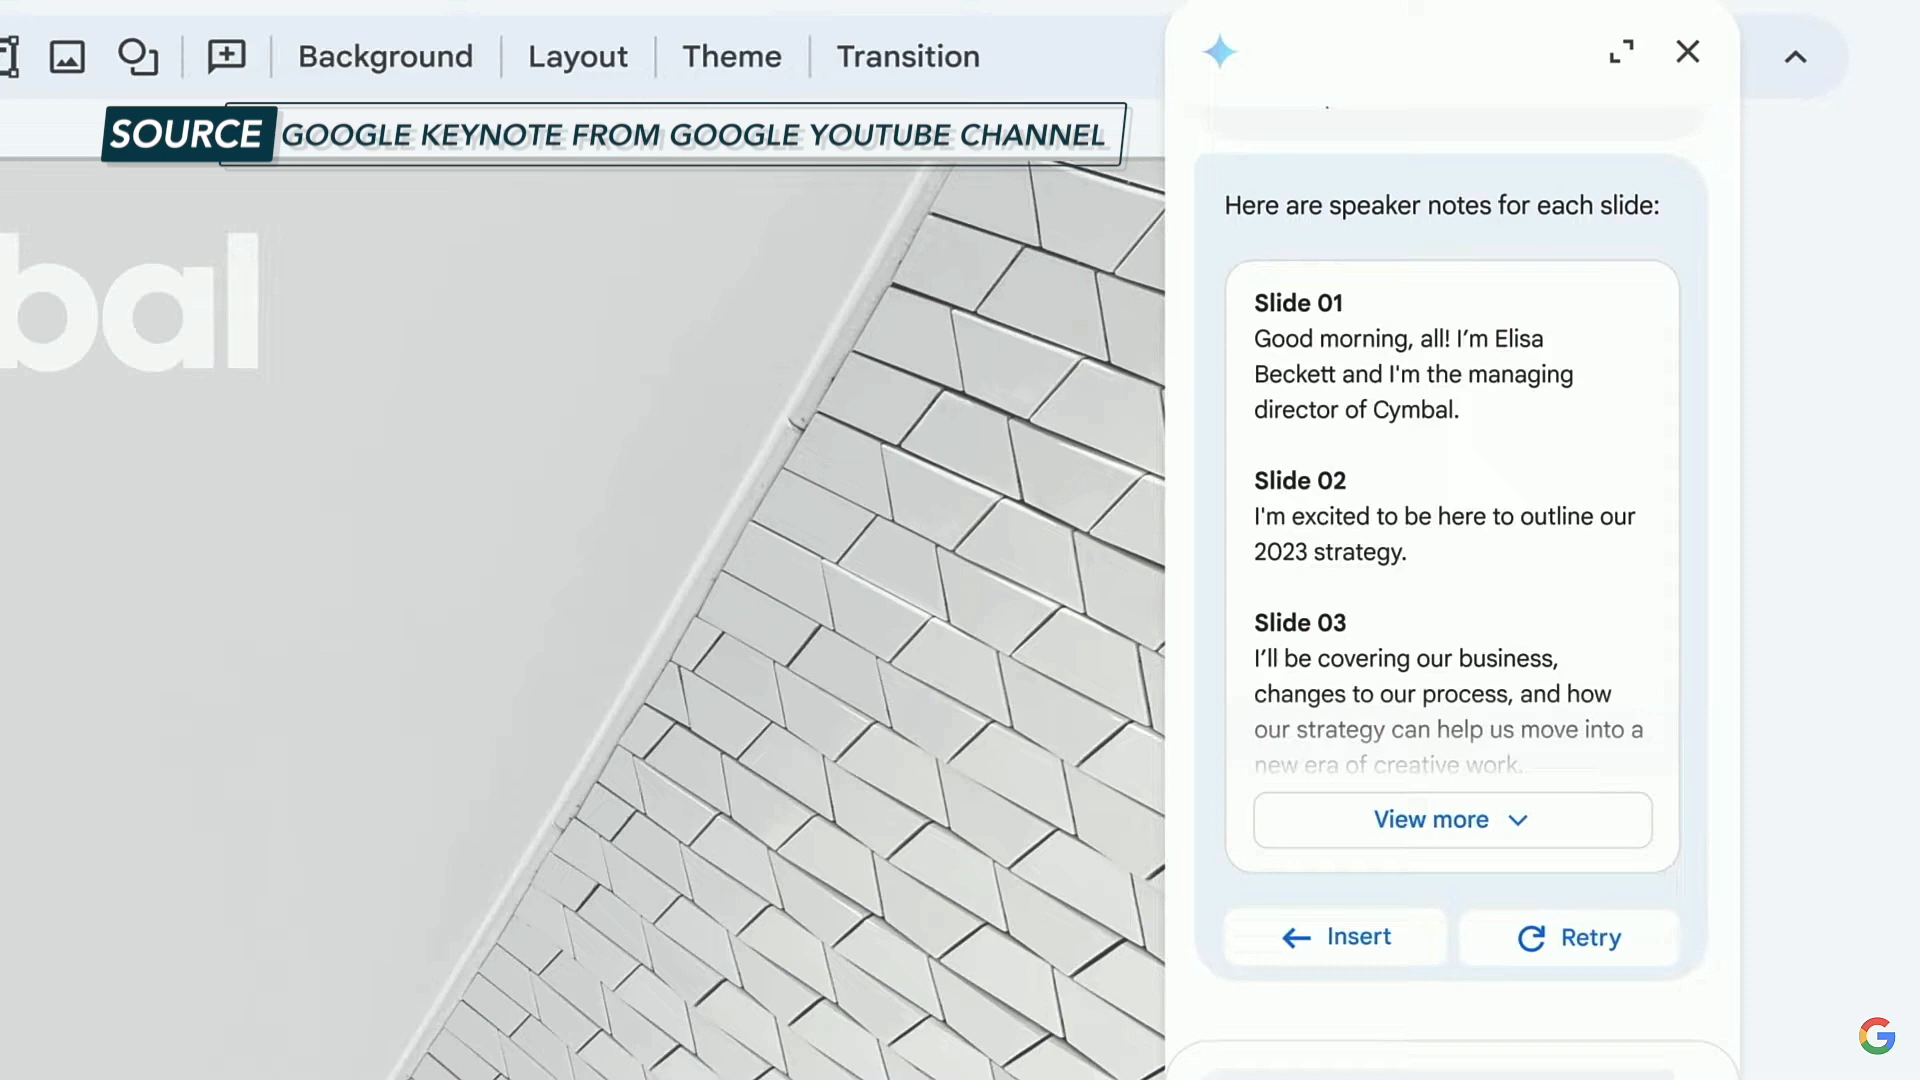 Background
Layout
Theme
Transition
SOURCE GOOGLE KEYNOTE FROM GOOGLE YOUTUBE CHANNEL
bal
Here are speaker notes for each slide:
Slide 01
Good morning, all! I’m Elisa
Beckett and I'm the managing
director of Cymbal.
Slide 02
I'm excited to be here to outline our
2023 strategy.
Slide 03
I’ll be covering our business,
changes to our process, and how
our strategy can help us move into a
new era of creative work.
View more
Insert
Retry